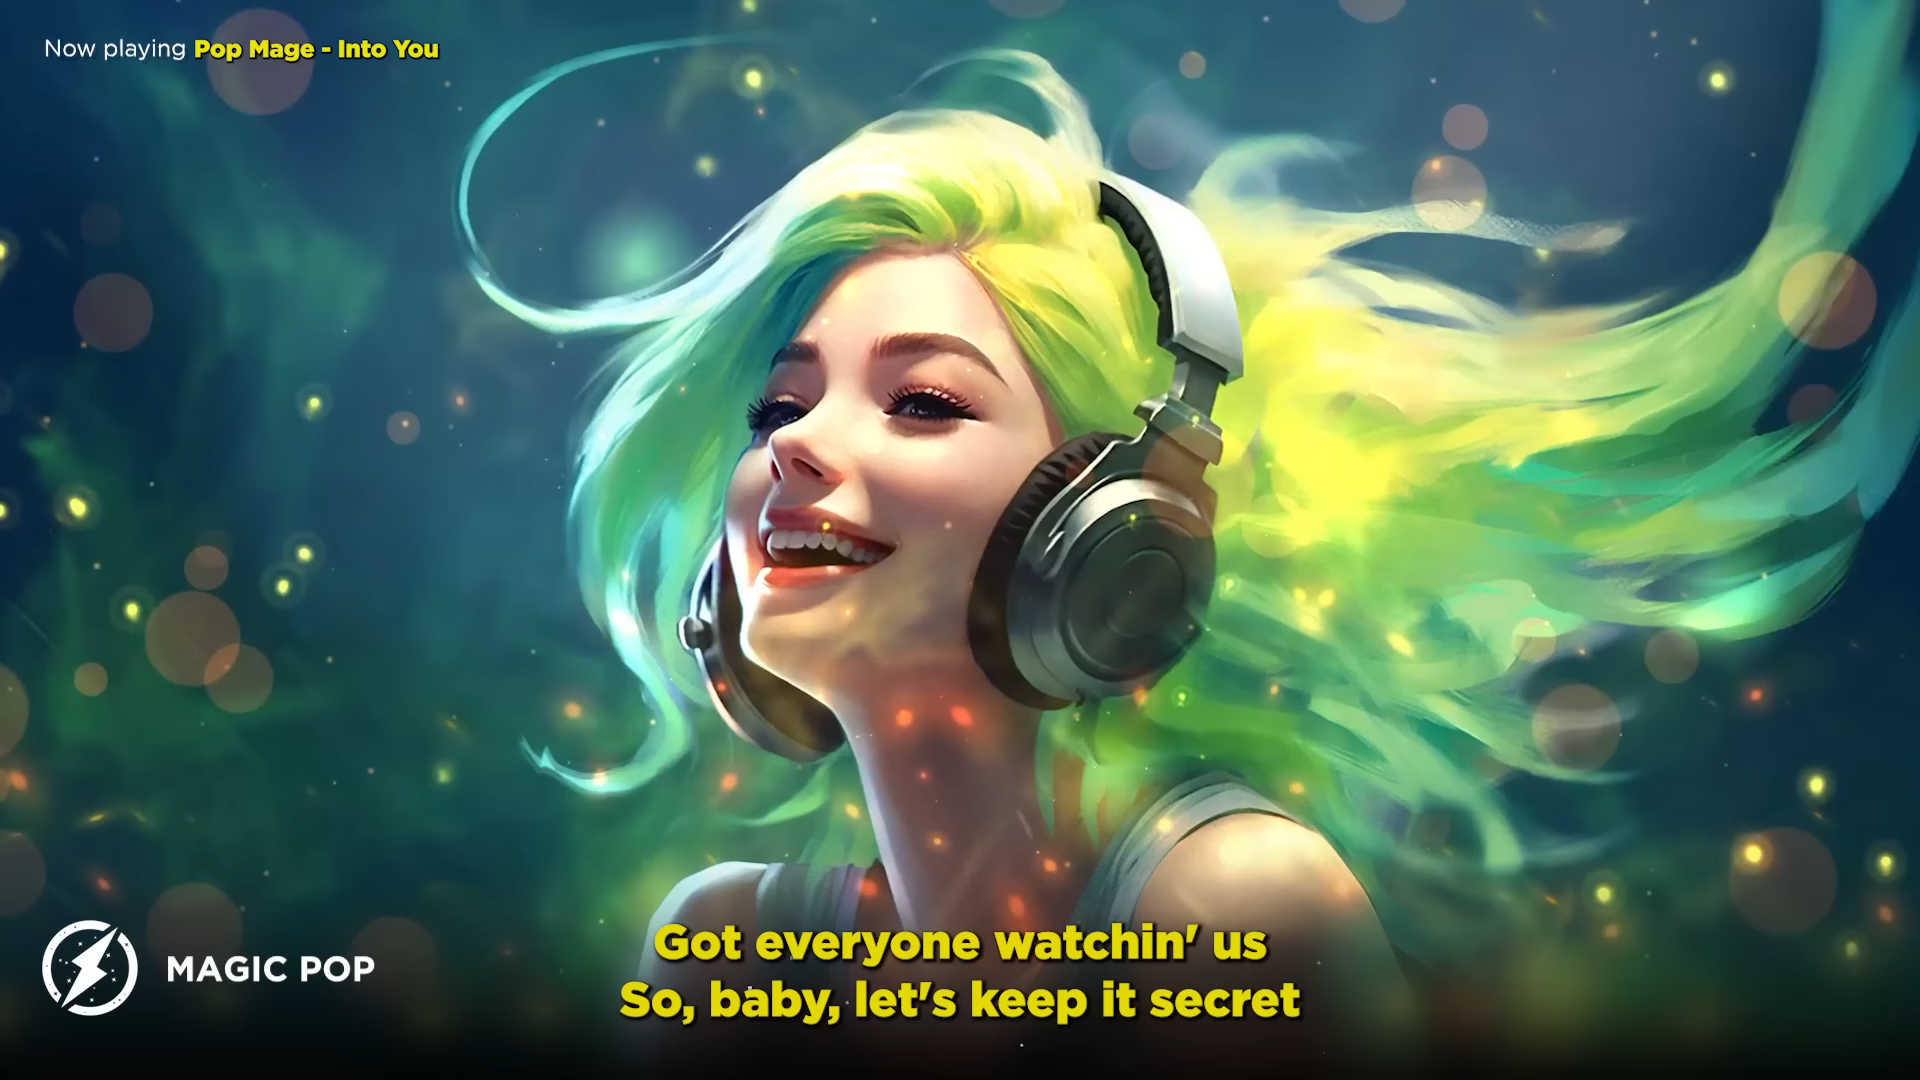 Now playing Pop Mage - Into You
Got everyone watchin' us
So, baby, let's keep it secret
MAGIC POP